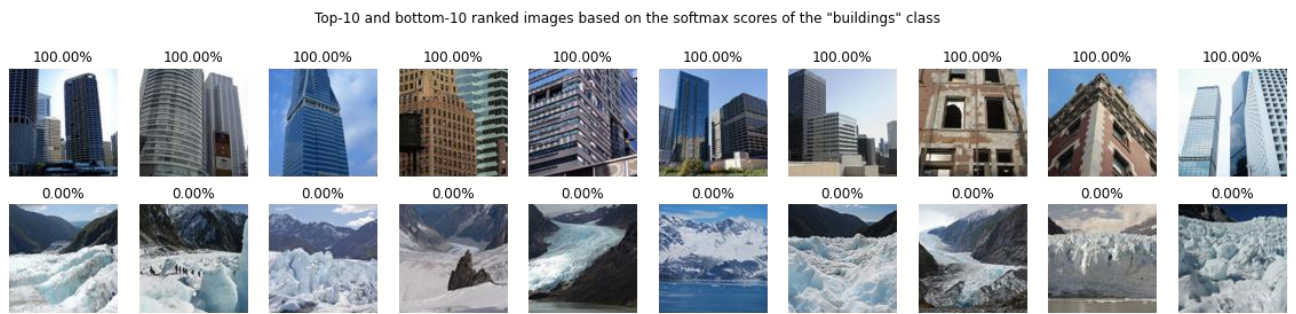 Top-10 and bottom-10 ranked images based on the softmax scores of the "buildings" class
100.00% 100.00% 100.00% 100.00% 100.00% 100.00% 100.00% 100.00% 100.00% 100.00%
0.00% 0.00% 0.00% 0.00% 0.00% 0.00% 0.00% 0.00% 0.00% 0.00%